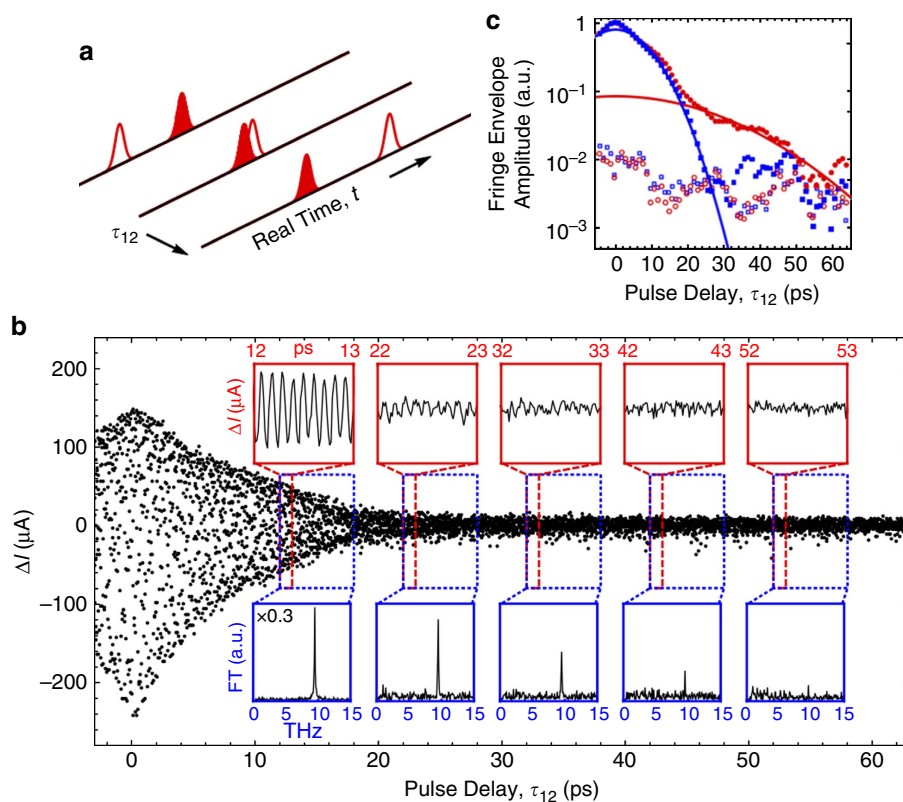 a
Real Time, t
τ12
c
Fringe Envelope
Amplitude (a.u.)
1
10−1
10−2
10−3
0 10 20 30 40 50 60
Pulse Delay, τ12 (ps)
b
ΔI (μA)
200
100
0
−100
−200
12 ps 13
22 23
32 33
42 43
52 53
ΔI (μA)
×0.3
FT (a.u.)
0 5 10 15
0 5 10 15
0 5 10 15
0 5 10 15
0 5 10 15
THz
0 10 20 30 40 50 60
Pulse Delay, τ12 (ps)